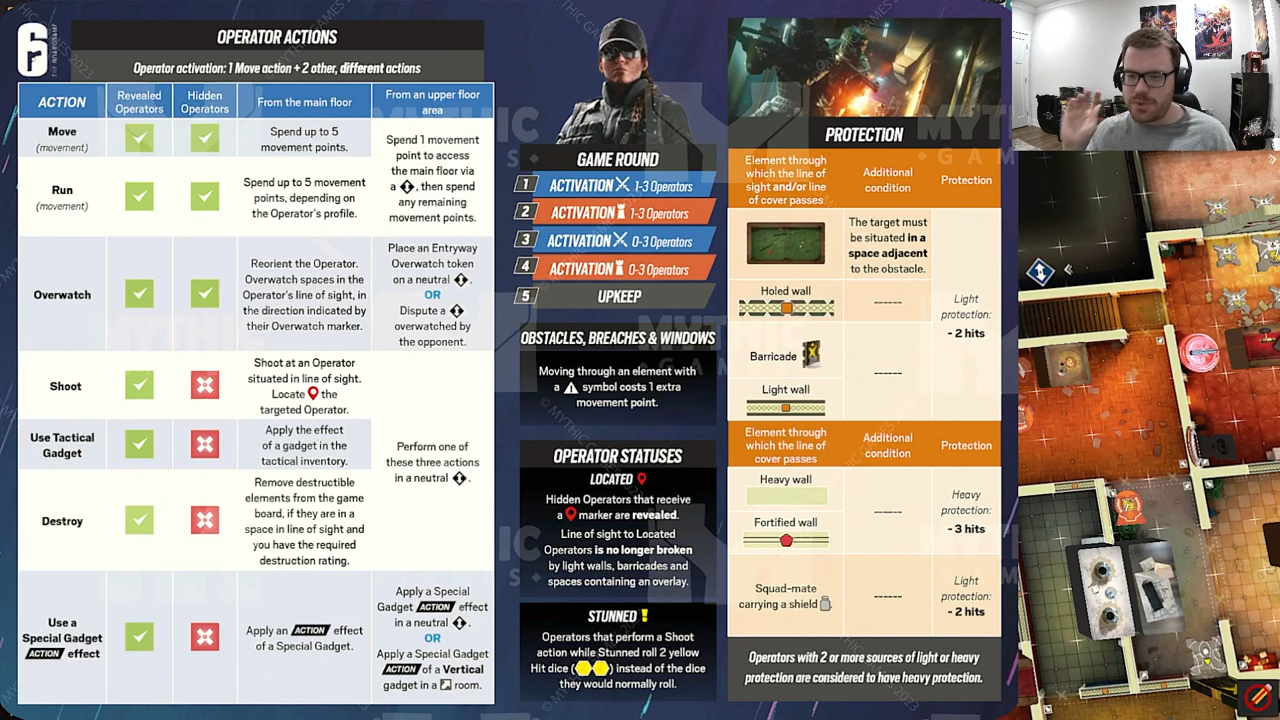 OPERATOR ACTIONS
Operator activation: 1 Move action + 2 other, different actions
ACTION
Revealed
Operators
Hidden
Operators
From the main floor
From an upper floor
area
Move
(movement)
Spend up to 5
movement points.
Run
(movement)
Spend up to 5 movement
points, depending on
the Operator's profile.
Spend 1 movement
point to access
the main floor via
a , then spend
any remaining
movement points.
Overwatch
Reorient the Operator.
Overwatch spaces in the
Operator's line of sight, in
the direction indicated by
their Overwatch marker.
Place an Entryway
Overwatch token
on a neutral .
OR
Dispute a
overwatched by
the opponent.
Shoot
Shoot at an Operator
situated in line of sight.
Locate the
targeted Operator.
Use Tactical
Gadget
Apply the effect
of a gadget in the
tactical inventory.
Destroy
Remove destructible
elements from the game
board, if they are in a
space in line of sight and
you have the required
destruction rating.
Perform one of
these three actions
in a neutral .
Use a
Special Gadget
ACTION effect
Apply an ACTION effect
of a Special Gadget.
Apply a Special
Gadget ACTION effect
in a neutral .
OR
Apply a Special Gadget
ACTION of a Vertical
gadget in a room.
GAME ROUND
1 ACTIVATION 1-3 Operators
2 ACTIVATION 1-3 Operators
3 ACTIVATION 0-3 Operators
4 ACTIVATION 0-3 Operators
5 UPKEEP
OBSTACLES, BREACHES & WINDOWS
Moving through an element with
a symbol costs 1 extra
movement point.
OPERATOR STATUSES
LOCATED
Hidden Operators that receive
a marker are revealed.
Line of sight to Located
Operators is no longer broken
by light walls, barricades and
spaces containing an overlay.
STUNNED
Operators that perform a Shoot
action while Stunned roll 2 yellow
Hit dice ( ) instead of the dice
they would normally roll.
PROTECTION
Element through
which the line of
sight and/or line
of cover passes
Additional
condition
Protection
The target must
be situated in a
space adjacent
to the obstacle.
Holed wall
------
Light
protection:
- 2 hits
Barricade
------
Light wall
Element through
which the line of
cover passes
Additional
condition
Protection
Heavy wall
Fortified wall
------
Heavy
protection:
- 3 hits
Squad-mate
carrying a shield .
------
Light
protection:
- 2 hits
Operators with 2 or more sources of light or heavy
protection are considered to have heavy protection.